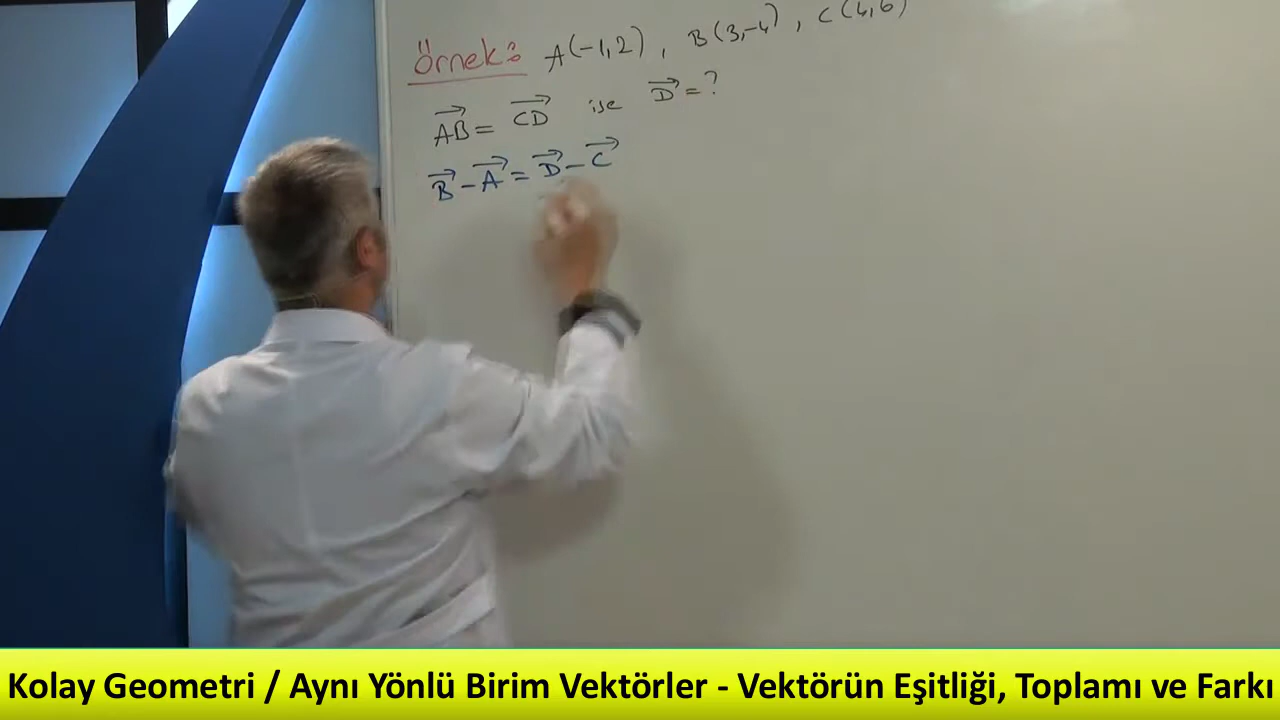 Örnek: A(-1,2), B(3,-4), C(4,6)
AB = CD ise D = ?
B - A = D - C
Kolay Geometri / Aynı Yönlü Birim Vektörler - Vektörün Eşitliği, Toplamı ve Farkı